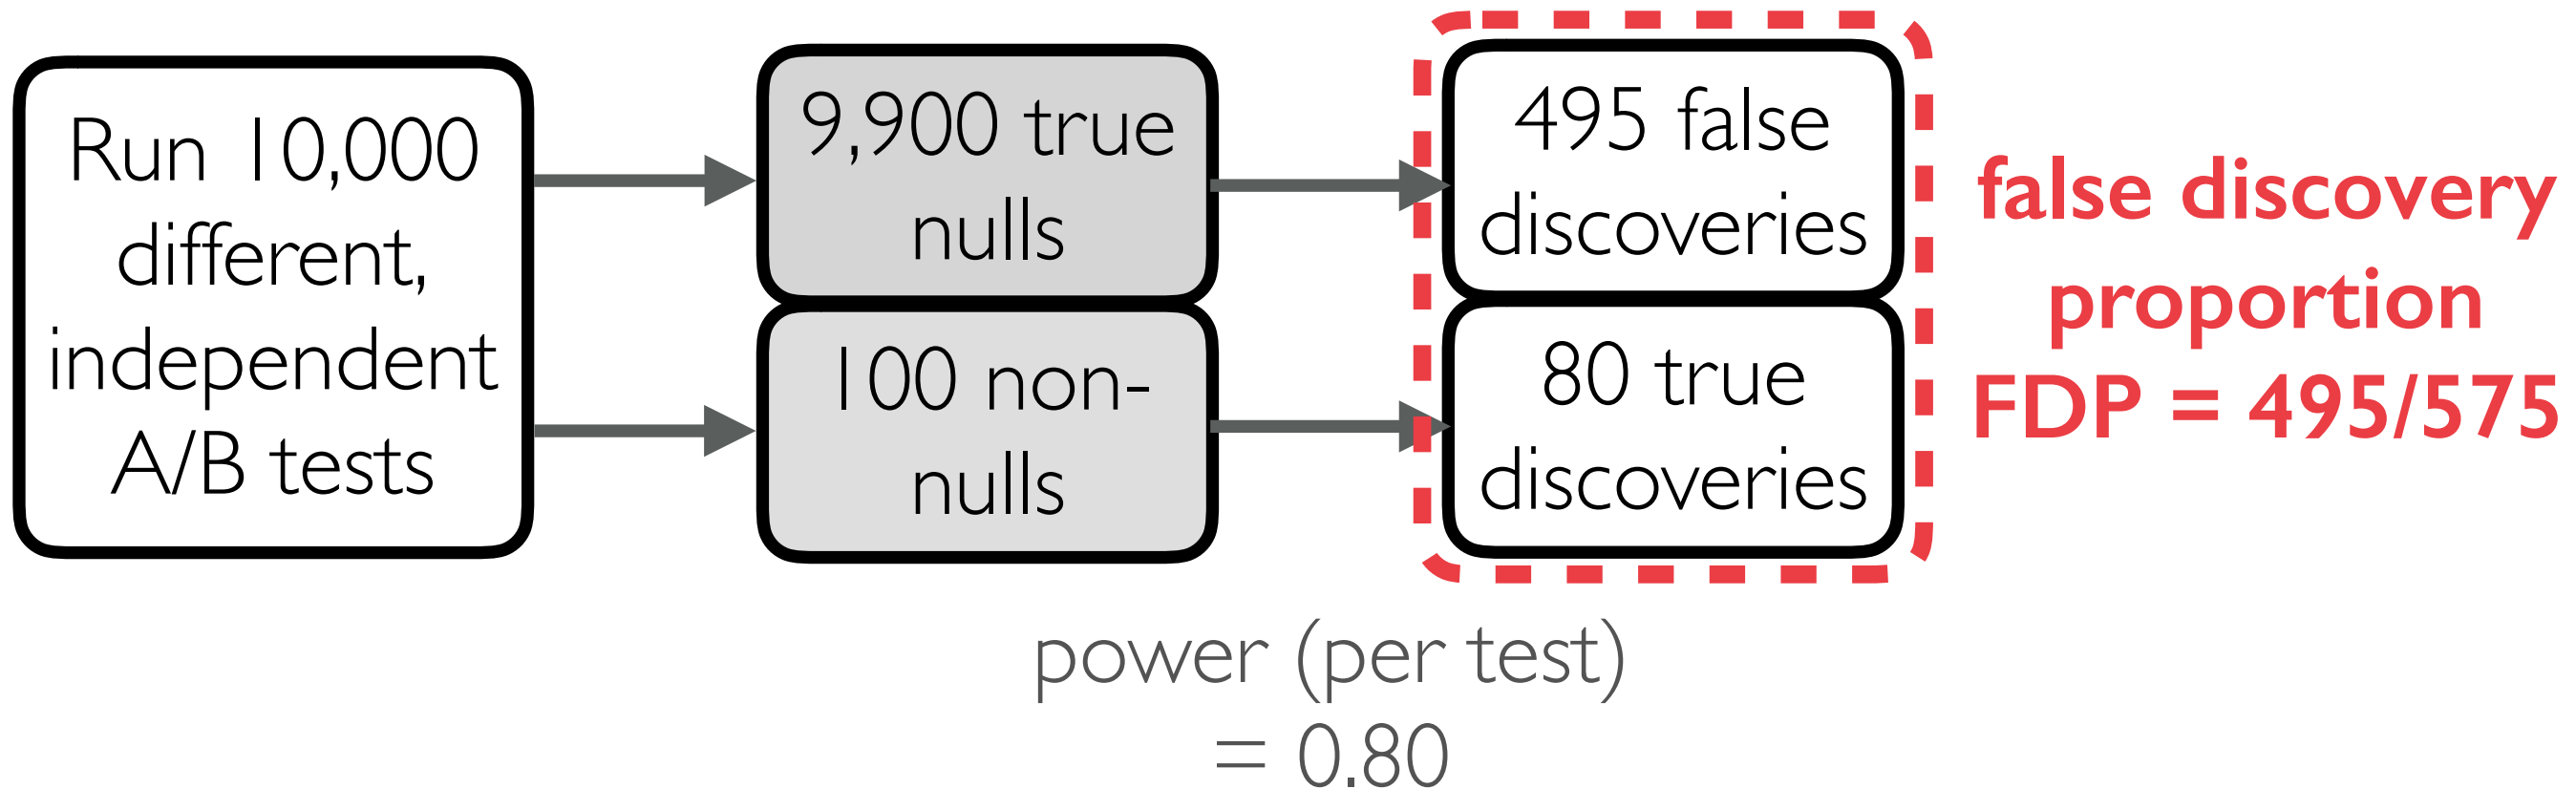 Run 10,000
different,
independent
A/B tests
9,900 true
nulls
100 non-
nulls
495 false
discoveries
80 true
discoveries
false discovery
proportion
FDP = 495/575
power (per test)
= 0.80